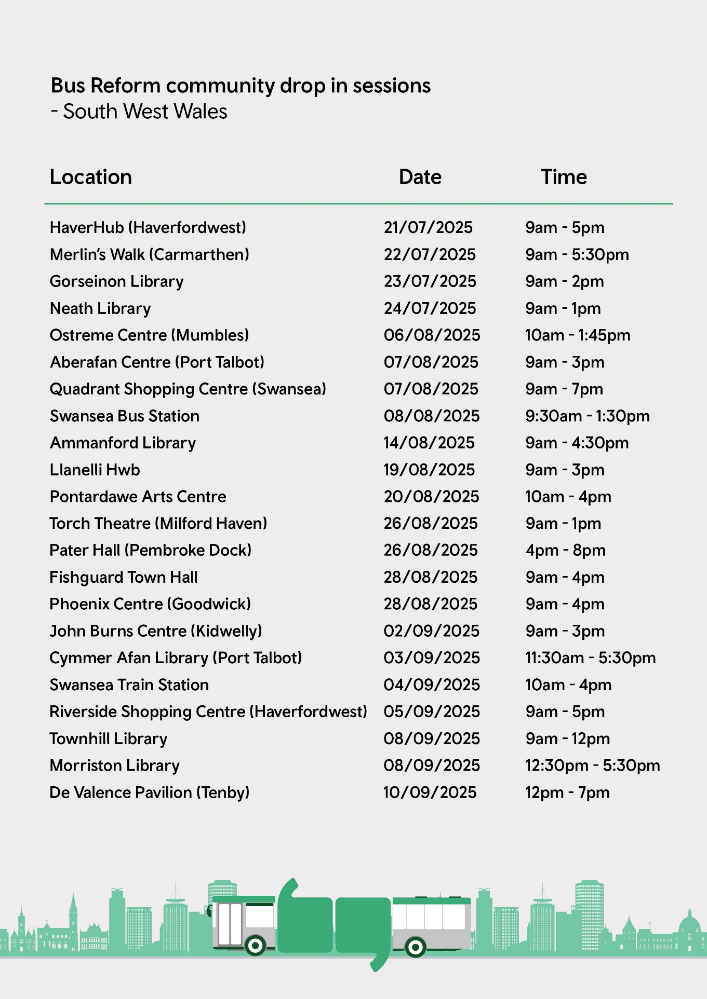 Bus Reform community drop in sessions
- South West Wales
Location Date Time
HaverHub (Haverfordwest) 21/07/2025 9am - 5pm
Merlin’s Walk (Carmarthen) 22/07/2025 9am - 5:30pm
Gorseinon Library 23/07/2025 9am - 2pm
Neath Library 24/07/2025 9am - 1pm
Ostreme Centre (Mumbles) 06/08/2025 10am - 1:45pm
Aberafan Centre (Port Talbot) 07/08/2025 9am - 3pm
Quadrant Shopping Centre (Swansea) 07/08/2025 9am - 7pm
Swansea Bus Station 08/08/2025 9:30am - 1:30pm
Ammanford Library 14/08/2025 9am - 4:30pm
Llanelli Hwb 19/08/2025 9am - 3pm
Pontardawe Arts Centre 20/08/2025 10am - 4pm
Torch Theatre (Milford Haven) 26/08/2025 9am - 1pm
Pater Hall (Pembroke Dock) 26/08/2025 4pm - 8pm
Fishguard Town Hall 28/08/2025 9am - 4pm
Phoenix Centre (Goodwick) 28/08/2025 9am - 4pm
John Burns Centre (Kidwelly) 02/09/2025 9am - 3pm
Cymmer Afan Library (Port Talbot) 03/09/2025 11:30am - 5:30pm
Swansea Train Station 04/09/2025 10am - 4pm
Riverside Shopping Centre (Haverfordwest) 05/09/2025 9am - 5pm
Townhill Library 08/09/2025 9am - 12pm
Morriston Library 08/09/2025 12:30pm - 5:30pm
De Valence Pavilion (Tenby) 10/09/2025 12pm - 7pm